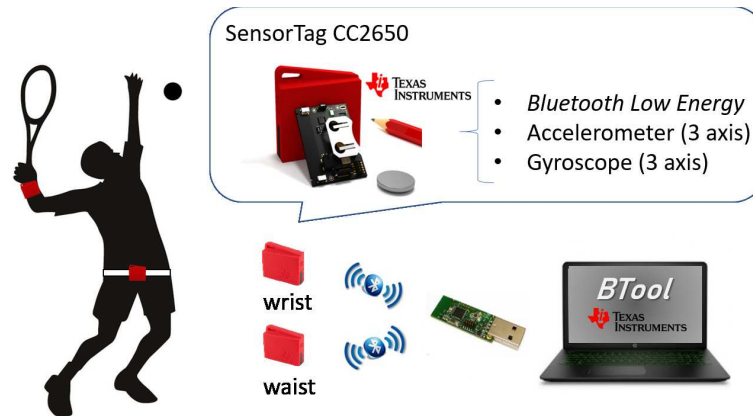 SensorTag CC2650
TEXAS
INSTRUMENTS
• Bluetooth Low Energy
• Accelerometer (3 axis)
• Gyroscope (3 axis)
wrist
waist
BTool
TEXAS
INSTRUMENTS